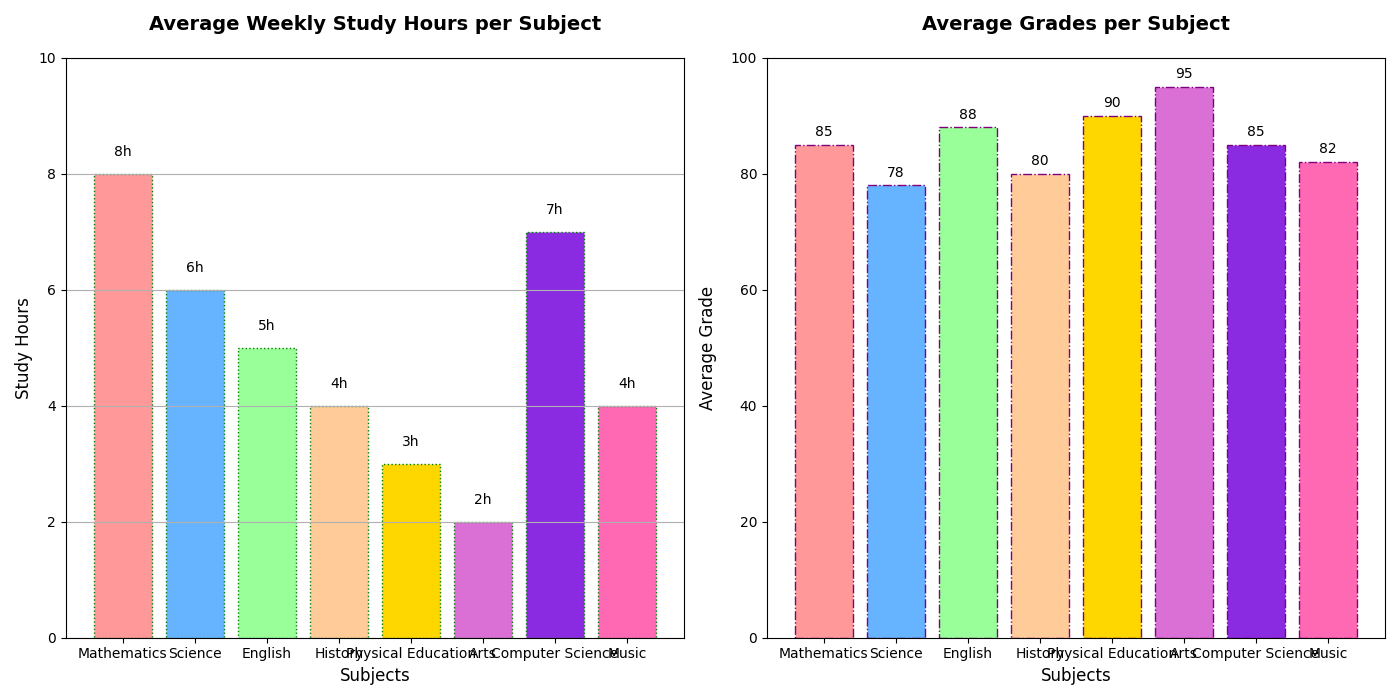 Average Weekly Study Hours per Subject
10
8
6
4
2
0
Study Hours
8h
6h
5h
4h
3h
2h
7h
4h
Mathematics
Science
English
History
Physical Education
Arts
Computer Science
Music
Subjects
Average Grades per Subject
100
80
60
40
20
0
Average Grade
85
78
88
80
90
95
85
82
Mathematics
Science
English
History
Physical Education
Arts
Computer Science
Music
Subjects